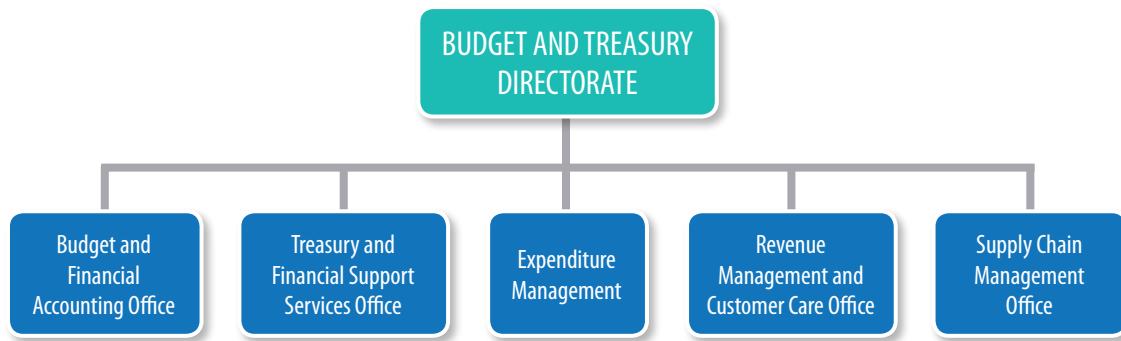 BUDGET AND TREASURY
DIRECTORATE
Budget and
Financial
Accounting Office
Treasury and
Financial Support
Services Office
Expenditure
Management
Revenue
Management and
Customer Care Office
Supply Chain
Management
Office